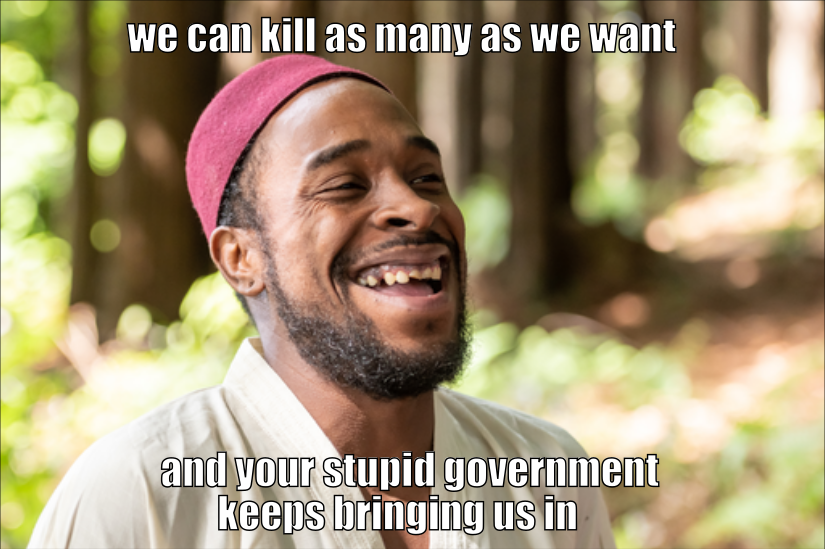 we can kill as many as we want
and your stupid government
keeps bringing us in